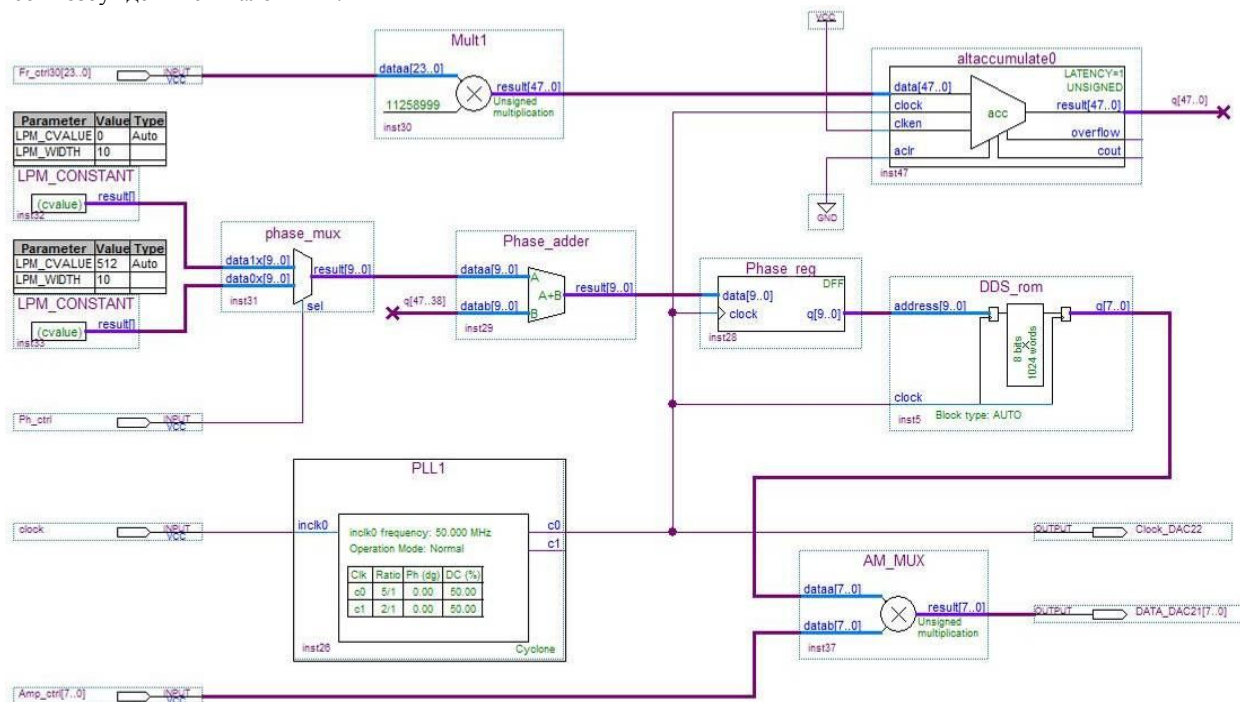 Mult1
VCC
altaccumulate0
Fr_ctrl30[23..0]
INPUT
VCC
dataa[23..0]
result[47..0]
Unsigned
multiplication
11258999
inst30
LATENCY=1
UNSIGNED
data[47..0]
clock
clken
aclr
acc
result[47..0]
overflow
cout
inst47
q[47..0]
GND
Parameter Value Type
LPM_CVALUE 0 Auto
LPM_WIDTH 10
LPM_CONSTANT
result[]
(cvalue)
inst32
Parameter Value Type
LPM_CVALUE 512 Auto
LPM_WIDTH 10
LPM_CONSTANT
result[]
(cvalue)
inst33
phase_mux
data1x[9..0]
data0x[9..0]
result[9..0]
sel
inst31
Phase_adder
dataa[9..0]
datab[9..0]
A
B
A+B
result[9..0]
inst29
q[47..38]
Phase_reg
DFF
data[9..0]
clock
q[9..0]
inst28
DDS_rom
address[9..0]
q[7..0]
8 bits
1024 words
clock
inst5
Block type: AUTO
Ph_ctrl
INPUT
VCC
PLL1
clock
INPUT
VCC
inclk0
inclk0 frequency: 50.000 MHz
Operation Mode: Normal
Clk Ratio Ph (dg) DC (%)
c0 5/1 0.00 50.00
c1 2/1 0.00 50.00
c0
c1
inst26
Cyclone
OUTPUT
Clock_DAC22
AM_MUX
dataa[7..0]
datab[7..0]
result[7..0]
Unsigned
multiplication
inst37
OUTPUT
DATA_DAC21[7..0]
Amp_ctrl[7..0]
INPUT
VCC